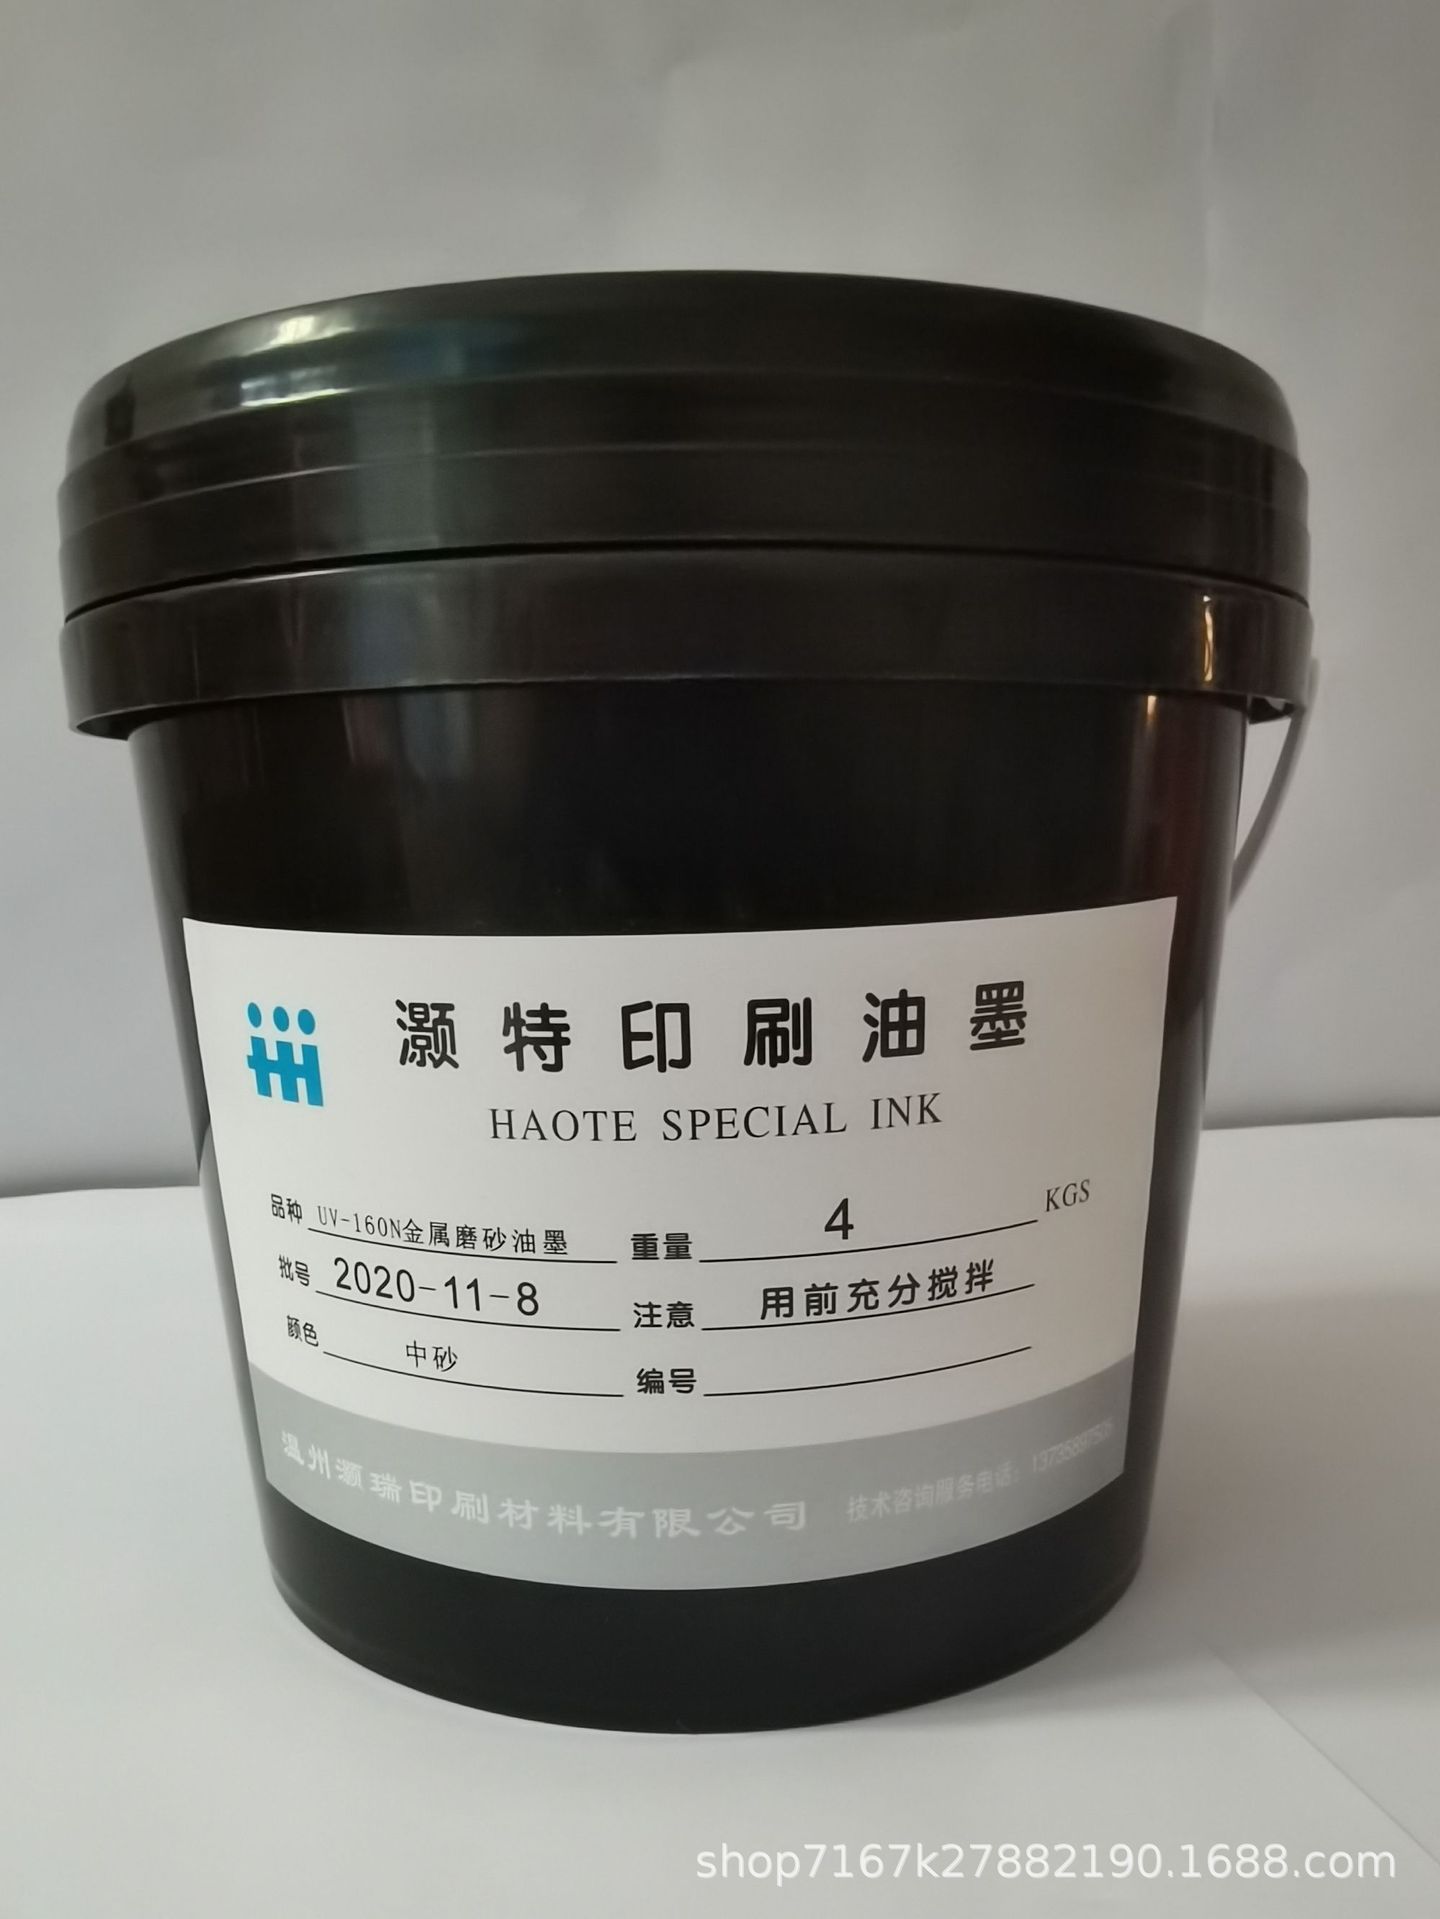 灏特印刷油墨
HAOTE SPECIAL INK
品种 UV-160N金属磨砂油墨 重量 4 KGS
批号 2020-11-8 注意 用前充分搅拌
颜色 中砂 编号
温州灏瑞印刷材料有限公司 技术咨询服务电话:
shop7167k27882190.1688.com